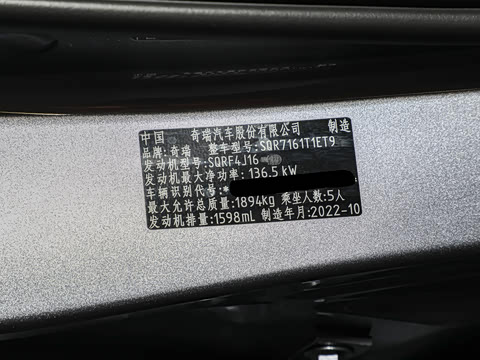 中国 奇瑞汽车股份有限公司 制造
品牌:奇瑞 整车型号:SQR7161T1ET9
发动机型号:SQRF4J16
发动机最大净功率:136.5 kW
车辆识别代号:*
最大允许总质量:1894kg 乘坐人数:5人
发动机排量:1598mL 制造年月:2022-10